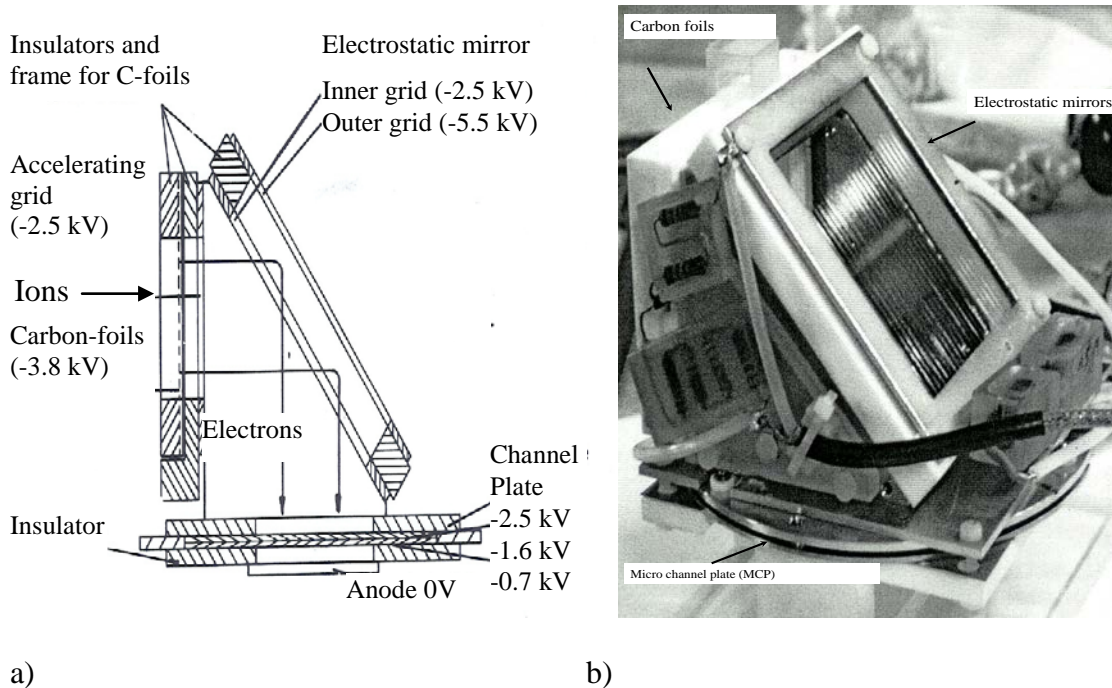 Insulators and
frame for C-foils
Electrostatic mirror
Inner grid (-2.5 kV)
Outer grid (-5.5 kV)
Accelerating
grid
(-2.5 kV)
Ions
Carbon-foils
(-3.8 kV)
Electrons
Channel
Plate
-2.5 kV
-1.6 kV
-0.7 kV
Insulator
Anode 0V
a)
Carbon foils
Electrostatic mirrors
Micro channel plate (MCP)
b)